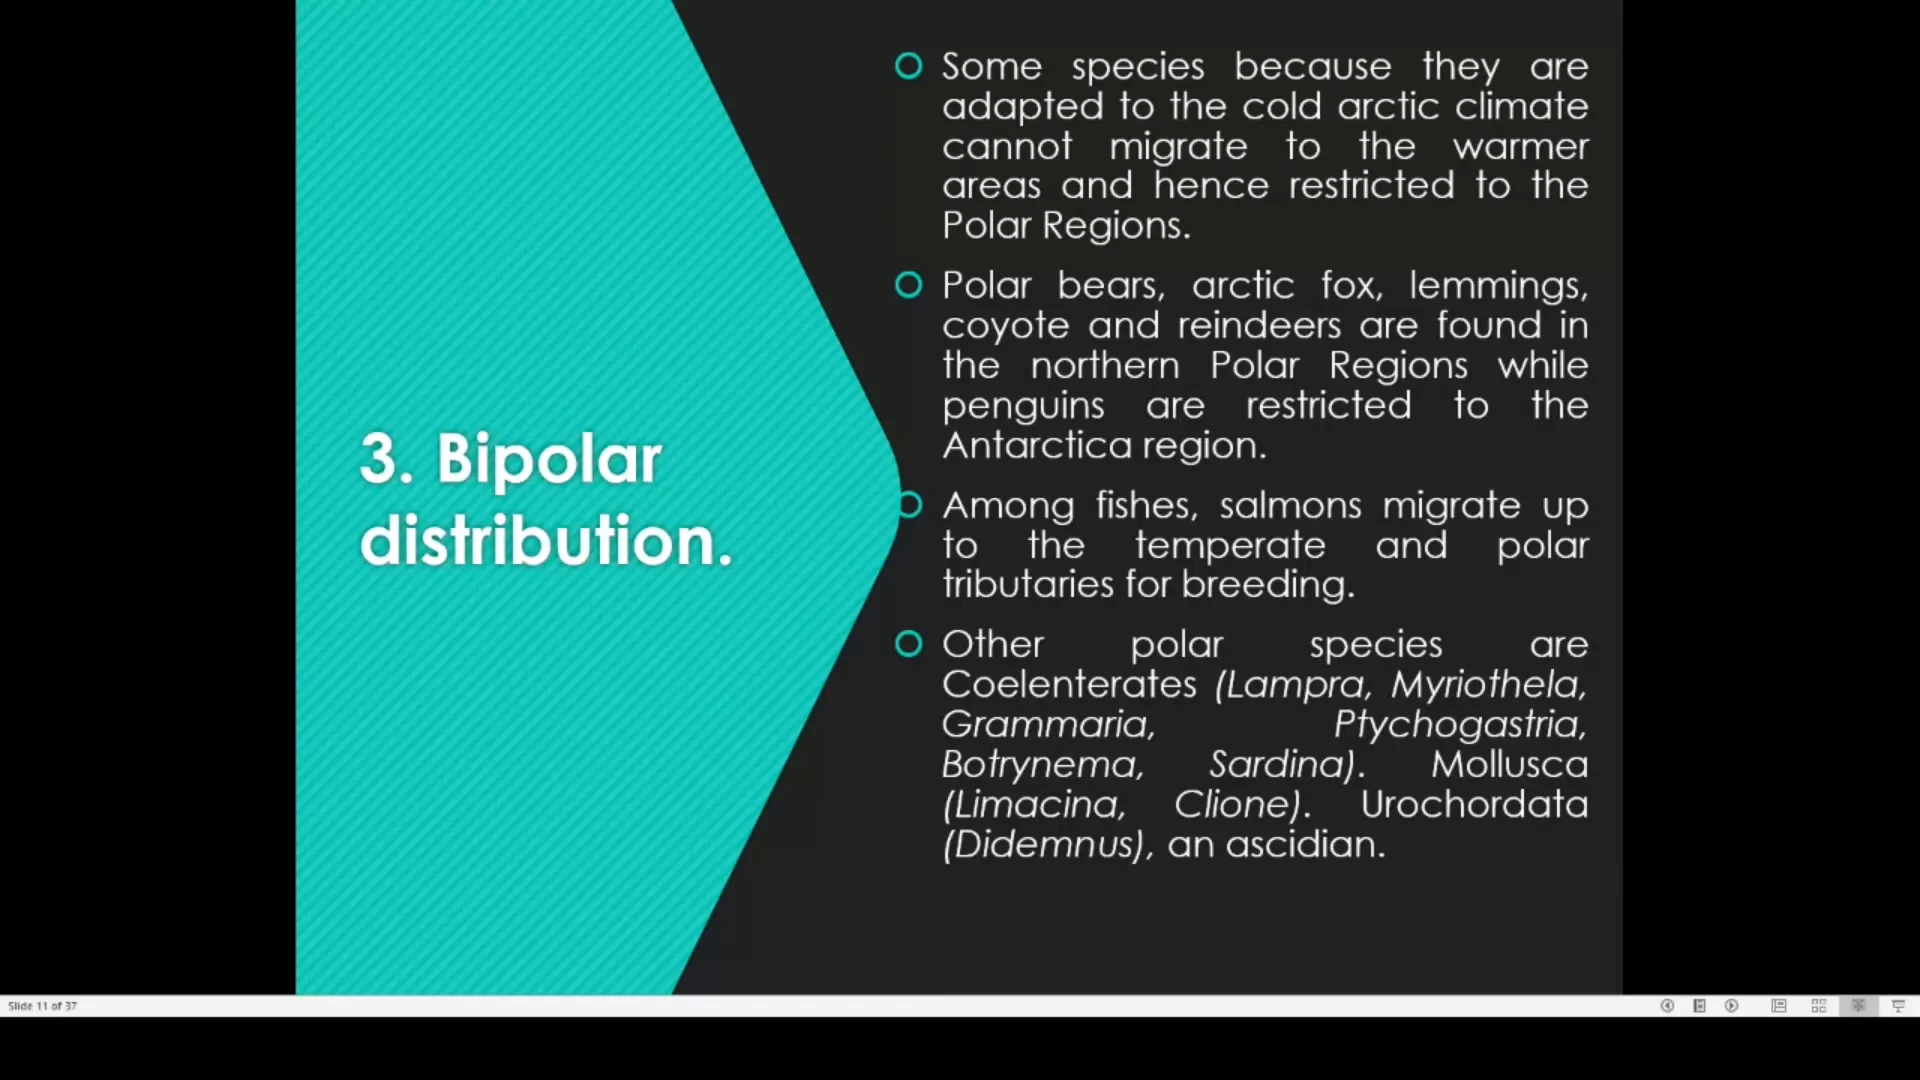 3. Bipolar
distribution.
Some species because they are
adapted to the cold arctic climate
cannot migrate to the warmer
areas and hence restricted to the
Polar Regions.
Polar bears, arctic fox, lemmings,
coyote and reindeers are found in
the northern Polar Regions while
penguins are restricted to the
Antarctica region.
Among fishes, salmons migrate up
to the temperate and polar
tributaries for breeding.
Other polar species are
Coelenterates (Lampra, Myriothela,
Grammaria, Ptychogastria,
Botrynema, Sardina). Mollusca
(Limacina, Clione). Urochordata
(Didemnus), an ascidian.
Slide 11 of 37